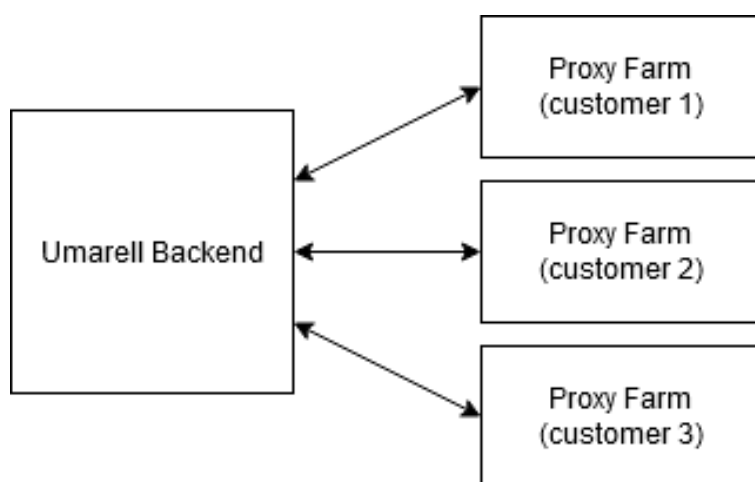 Umarell Backend
Proxy Farm
(customer 1)
Proxy Farm
(customer 2)
Proxy Farm
(customer 3)